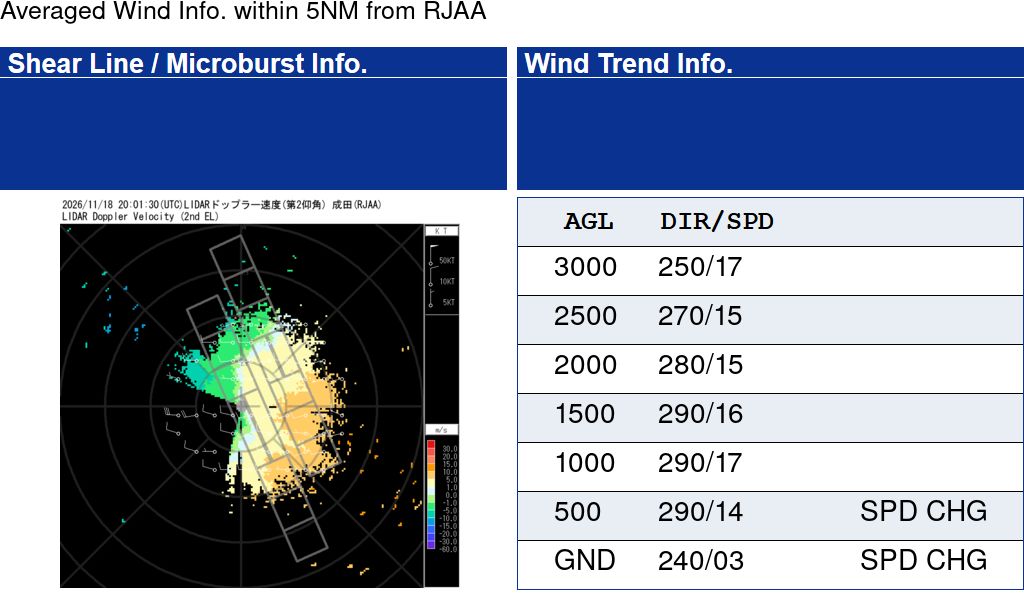 Averaged Wind Info. within 5NM from RJAA
Shear Line / Microburst Info.
Wind Trend Info.
2026/11/18 20:01:30(UTC)LIDARドップラー速度(第2仰角) 成田(RJAA)
LIDAR Doppler Velocity (2nd EL)
KT
50KT
10KT
5KT
m/s
30.0
20.0
15.0
10.0
5.0
1.0
0.0
-1.0
-5.0
-10.0
-15.0
-20.0
-30.0
-60.0
AGL DIR/SPD
3000 250/17
2500 270/15
2000 280/15
1500 290/16
1000 290/17
500 290/14 SPD CHG
GND 240/03 SPD CHG